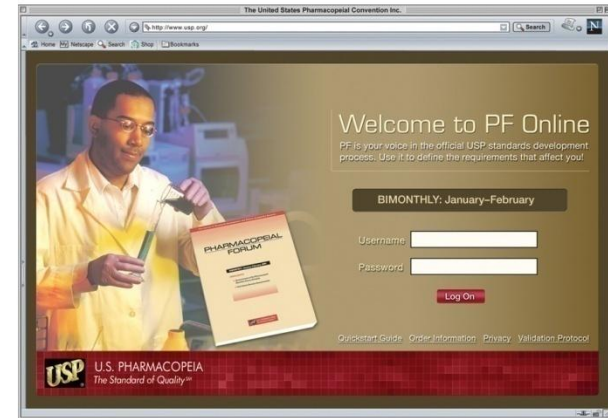 The United States Pharmacopeial Convention Inc.
http://www.usp.org/
Search
N
Home My Netscape Search Shop Bookmarks
Welcome to PF Online
PF is your voice in the official USP standards development
process. Use it to define the requirements that affect you!
PHARMACOPEIAL
FORUM
BIMONTHLY: January–February
Username
Password
Log On
Quickstart Guide Order Information Privacy Validation Protocol
USP
U.S. PHARMACOPEIA
The Standard of Quality℠